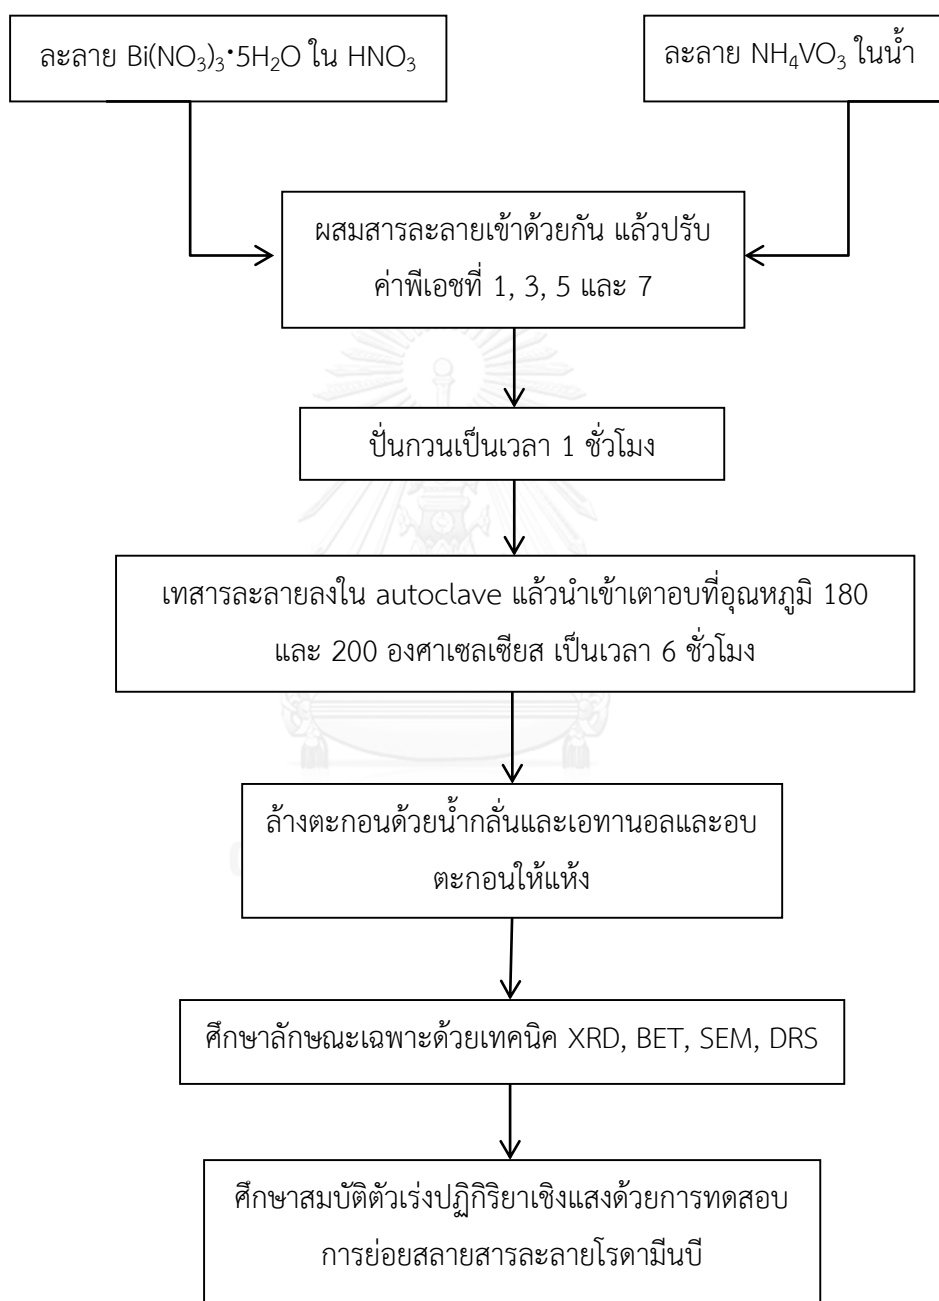 ละลาย Bi(NO₃)₃·5H₂O ใน HNO₃
ละลาย NH₄VO₃ ในน้ำ
ผสมสารละลายเข้าด้วยกัน แล้วปรับ
ค่าพีเอชที่ 1, 3, 5 และ 7
ปั่นกวนเป็นเวลา 1 ชั่วโมง
เทสารละลายลงใน autoclave แล้วนำเข้าเตาอบที่อุณหภูมิ 180
และ 200 องศาเซลเซียส เป็นเวลา 6 ชั่วโมง
ล้างตะกอนด้วยน้ำกลั่นและเอทานอลและอบ
ตะกอนให้แห้ง
ศึกษาลักษณะเฉพาะด้วยเทคนิค XRD, BET, SEM, DRS
ศึกษาสมบัติตัวเร่งปฏิกิริยาเชิงแสงด้วยการทดสอบ
การย่อยสลายสารละลายโรดามีนบี